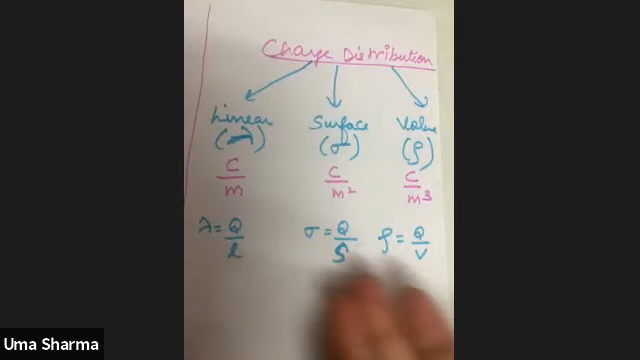 Charge Distribution
Linear Surface Volume
(λ) (σ) (ρ)
C/m C/m² C/m³
λ = Q/l σ = Q/S ρ = Q/V
Uma Sharma